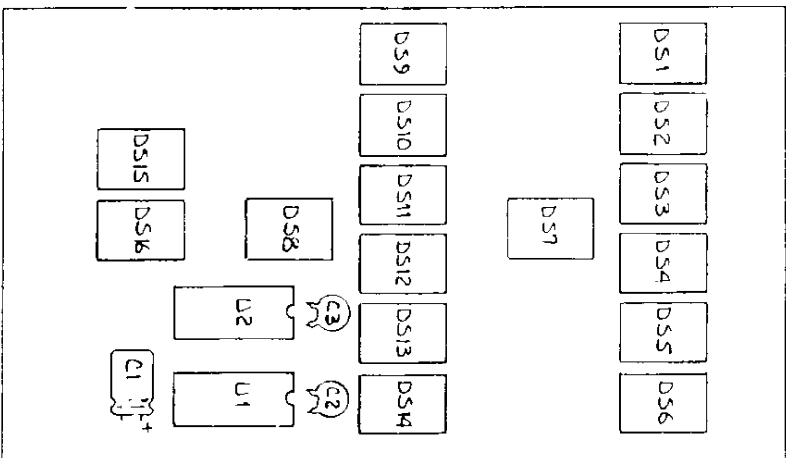 DS9
DS1
DS10
DS2
DS15
DS11
DS3
DS16
DS8
DS7
DS12
DS4
U2
C3
DS13
DS5
C1
U1
C2
DS14
DS6
- +